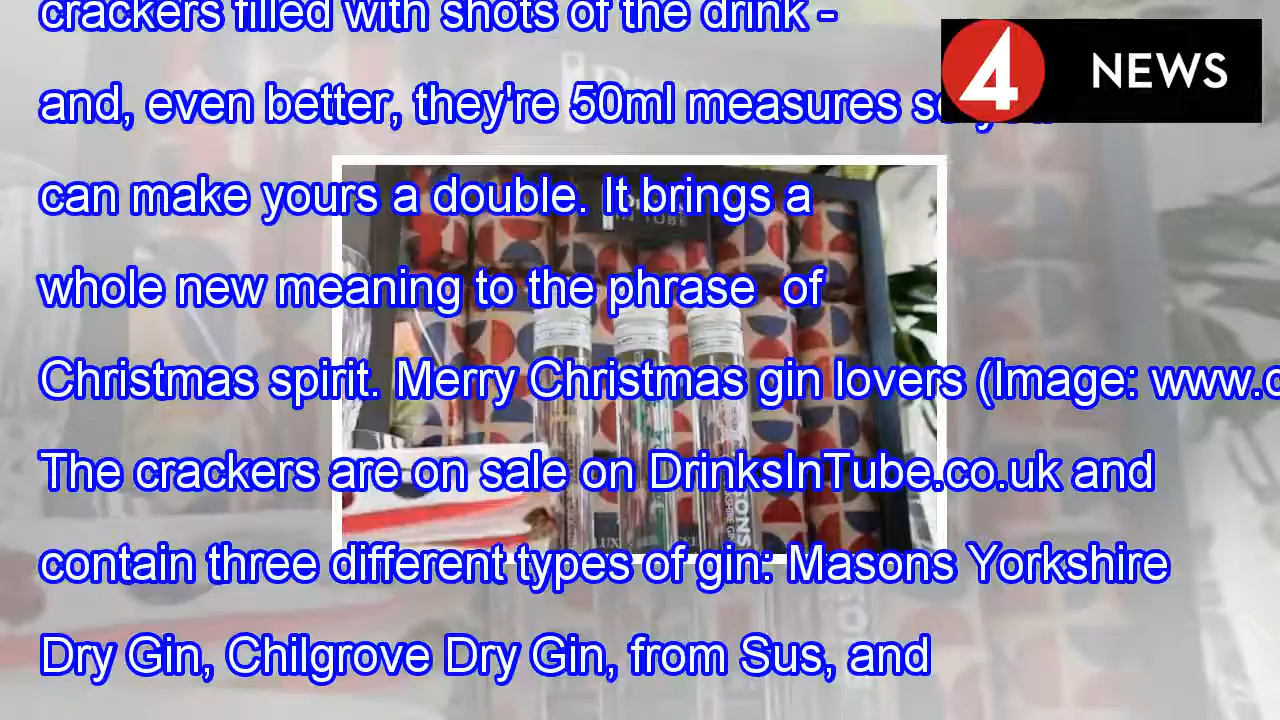 crackers filled with shots of the drink -
4 NEWS
and, even better, they're 50ml measures so you
can make yours a double. It brings a
TUBE
whole new meaning to the phrase  of
Christmas spirit. Merry Christmas gin lovers (Image: www.
The crackers are on sale on DrinksInTube.co.uk and
contain three different types of gin: Masons Yorkshire
Dry Gin, Chilgrove Dry Gin, from Sus, and